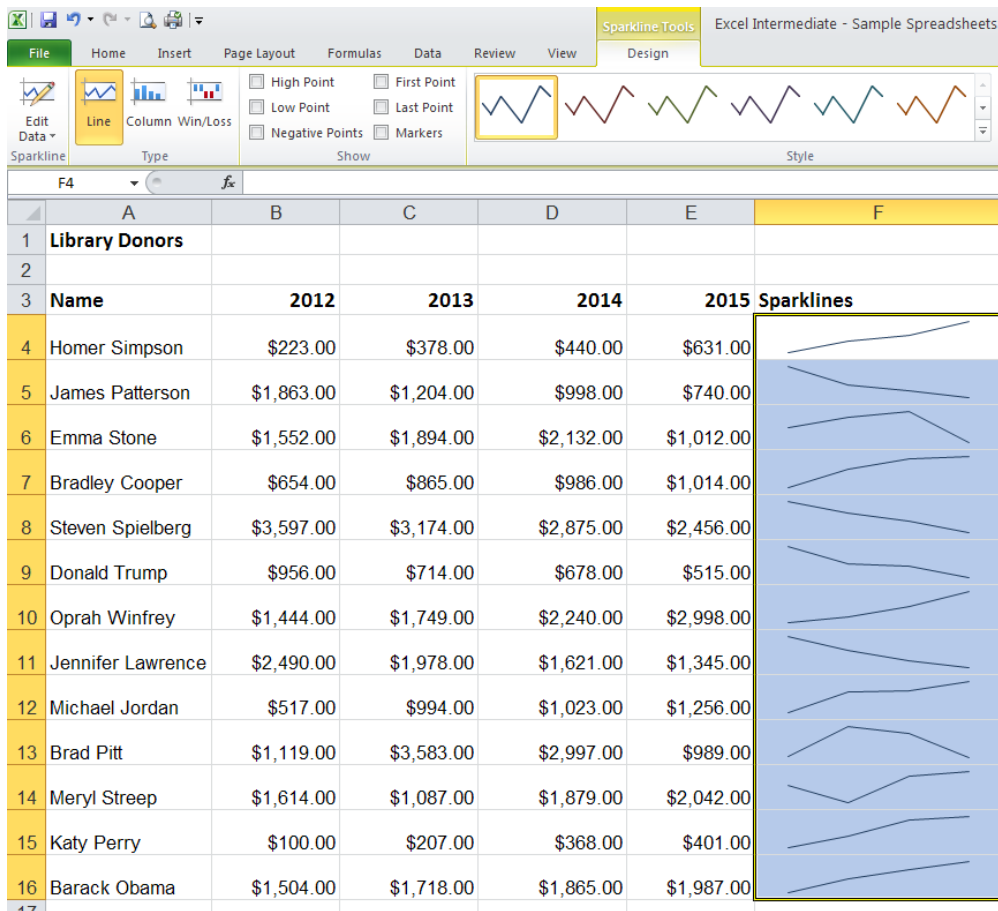 Sparkline Tools Excel Intermediate - Sample Spreadsheets
File Home Insert Page Layout Formulas Data Review View Design
High Point First Point
Low Point Last Point
Negative Points Markers
Edit Data Line Column Win/Loss
Sparkline Type Show Style
F4 fx
A B C D E F
1 Library Donors
2
3 Name 2012 2013 2014 2015 Sparklines
4 Homer Simpson $223.00 $378.00 $440.00 $631.00
5 James Patterson $1,863.00 $1,204.00 $998.00 $740.00
6 Emma Stone $1,552.00 $1,894.00 $2,132.00 $1,012.00
7 Bradley Cooper $654.00 $865.00 $986.00 $1,014.00
8 Steven Spielberg $3,597.00 $3,174.00 $2,875.00 $2,456.00
9 Donald Trump $956.00 $714.00 $678.00 $515.00
10 Oprah Winfrey $1,444.00 $1,749.00 $2,240.00 $2,998.00
11 Jennifer Lawrence $2,490.00 $1,978.00 $1,621.00 $1,345.00
12 Michael Jordan $517.00 $994.00 $1,023.00 $1,256.00
13 Brad Pitt $1,119.00 $3,583.00 $2,997.00 $989.00
14 Meryl Streep $1,614.00 $1,087.00 $1,879.00 $2,042.00
15 Katy Perry $100.00 $207.00 $368.00 $401.00
16 Barack Obama $1,504.00 $1,718.00 $1,865.00 $1,987.00
17